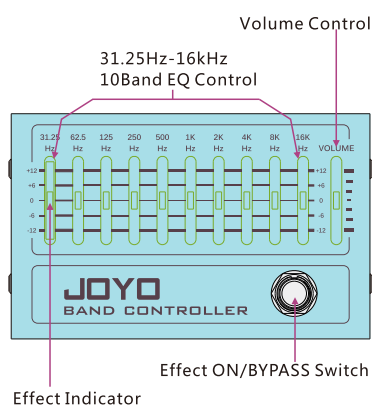 Volume Control
31.25Hz-16kHz
10Band EQ Control
31.25 62.5 125 250 500 1K 2K 4K 8K 16K
Hz Hz Hz Hz Hz Hz Hz Hz Hz Hz VOLUME
+12 +12
+6 +6
0 0
-6 -6
-12 -12
JOYO
BAND CONTROLLER
Effect ON/BYPASS Switch
Effect Indicator